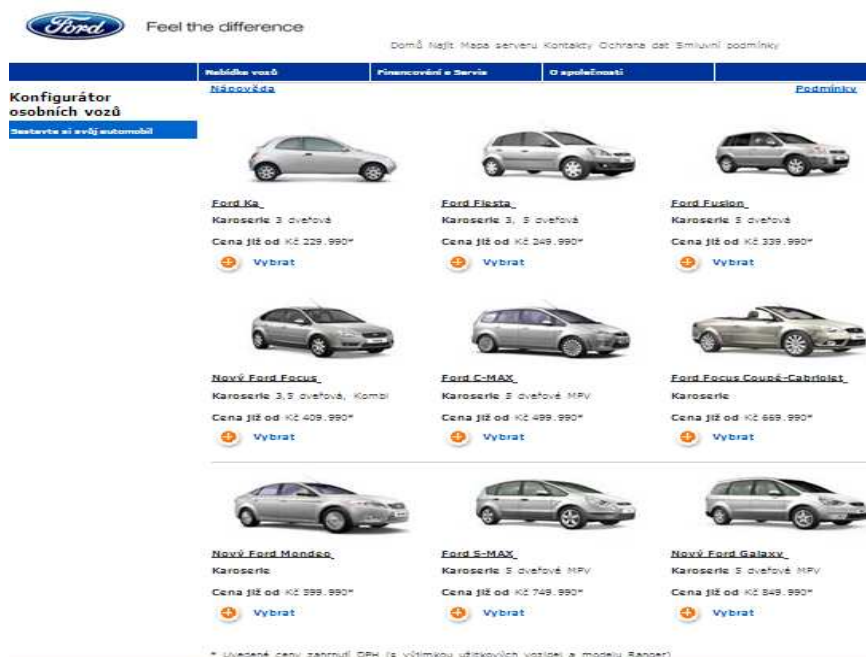 Ford
Feel the difference
Domů Najít Mapa serveru Kontakty Ochrana dat Smluvní podmínky
Nabídka vozů Financování a Servis O společnosti
Konfigurátor
osobních vozů
Sestavte si svůj automobil
Nápověda Podmínky
Ford Ka Ford Fiesta Ford Fusion
Karoserie 3 dveřová Karoserie 3, 5 dveřová Karoserie 5 dveřová
Cena již od Kč 229.990* Cena již od Kč 249.990* Cena již od Kč 339.990*
Vybrat Vybrat Vybrat
Nový Ford Focus Ford C-MAX Ford Focus Coupé-Cabriolet
Karoserie 3,5 dveřová, Kombi Karoserie 5 dveřové MPV Karoserie
Cena již od Kč 409.990* Cena již od Kč 499.990* Cena již od Kč 669.990*
Vybrat Vybrat Vybrat
Nový Ford Mondeo Ford S-MAX Nový Ford Galaxy
Karoserie Karoserie 5 dveřové MPV Karoserie 5 dveřové MPV
Cena již od Kč 599.990* Cena již od Kč 749.990* Cena již od Kč 849.990*
Vybrat Vybrat Vybrat
* Uvedené ceny zahrnutí DPH (s výjimkou užitkových vozidel a modelu Ranger)